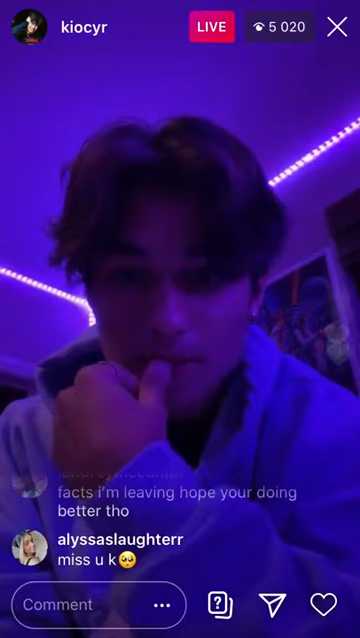 kiocyr
LIVE
5 020
facts i'm leaving hope your doing
better tho
alyssaslaughterr
miss u k🥺
Comment